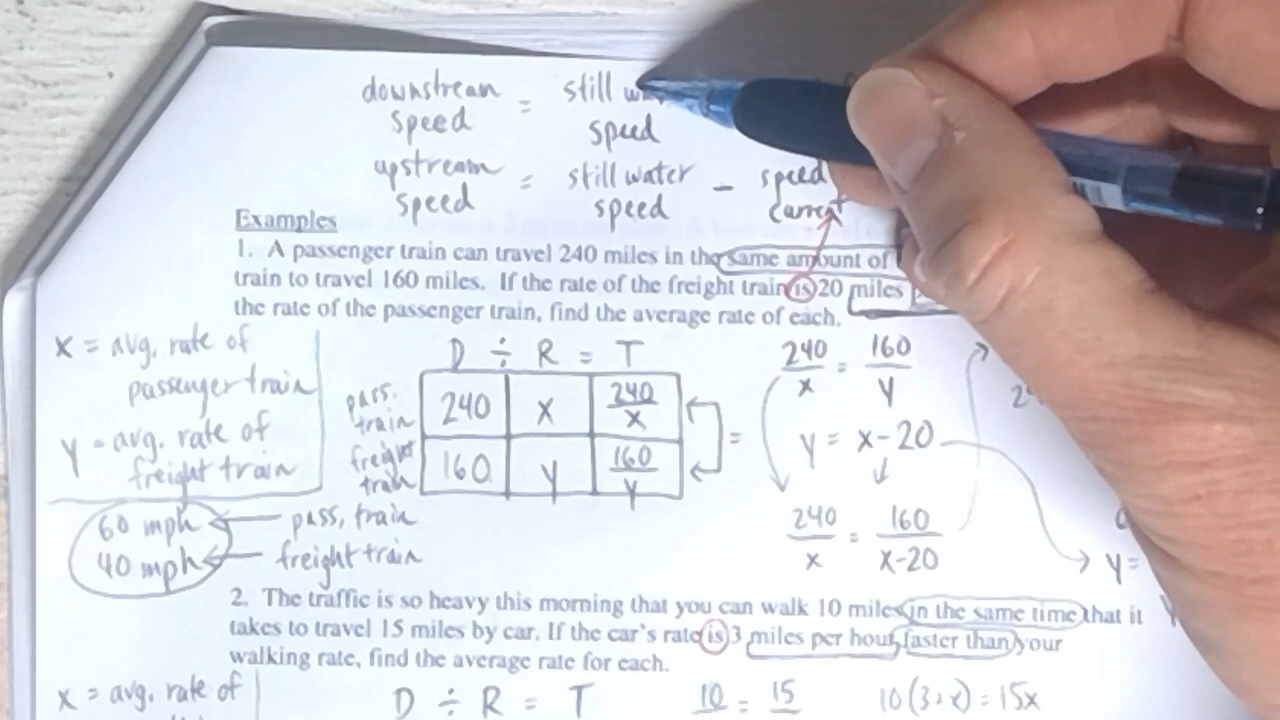 downstream = still
speed speed
upstream = still water - speed
speed speed current
Examples
1. A passenger train can travel 240 miles in the same amount of
train to travel 160 miles. If the rate of the freight train is 20 miles
the rate of the passenger train, find the average rate of each.
x = avg. rate of
passenger train
y = avg. rate of
freight train
60 mph ← pass. train
40 mph ← freight train
D ÷ R = T
pass. train 240 x 240/x
freight train 160 y 160/y
=
240/x = 160/y
y = x-20
240/x = 160/x-20
y=
2. The traffic is so heavy this morning that you can walk 10 miles in the same time that it
takes to travel 15 miles by car. If the car's rate is 3 miles per hour faster than your
walking rate, find the average rate for each.
x = avg. rate of
D ÷ R = T
10 = 15
10(3+x) = 15x